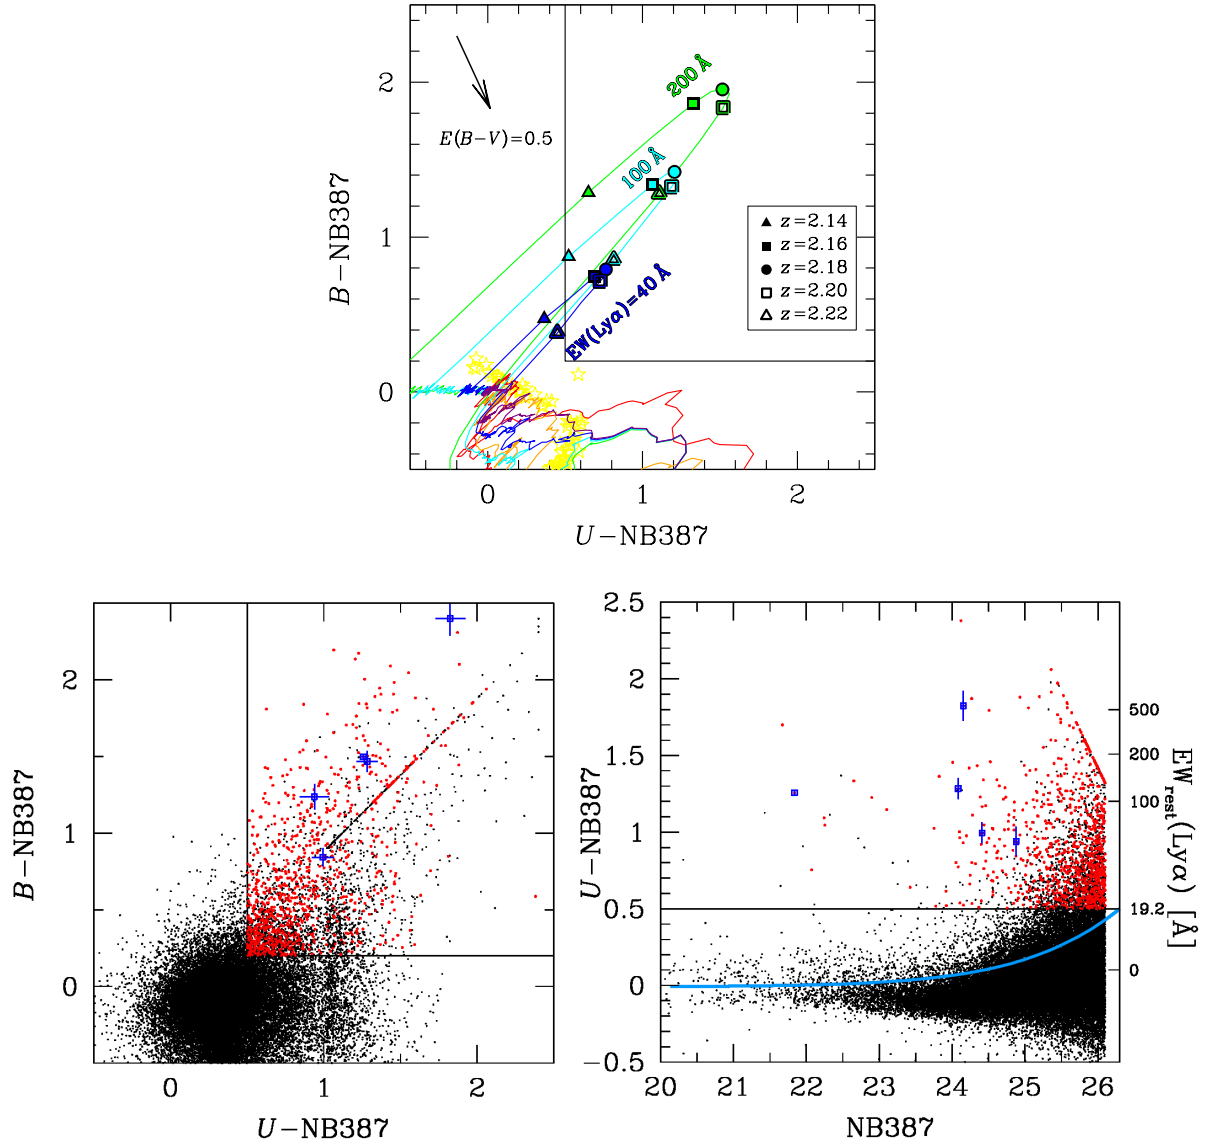 2
1
0
B−NB387
E(B−V)=0.5
200 Å
100 Å
EW(Lyα)=40 Å
z=2.14
z=2.16
z=2.18
z=2.20
z=2.22
0
1
2
U−NB387
2
1
0
B−NB387
0
1
2
U−NB387
2.5
2
1.5
1
0.5
0
−0.5
U−NB387
20
21
22
23
24
25
26
NB387
500
200
100
19.2
0
EWrest(Lyα) [Å]